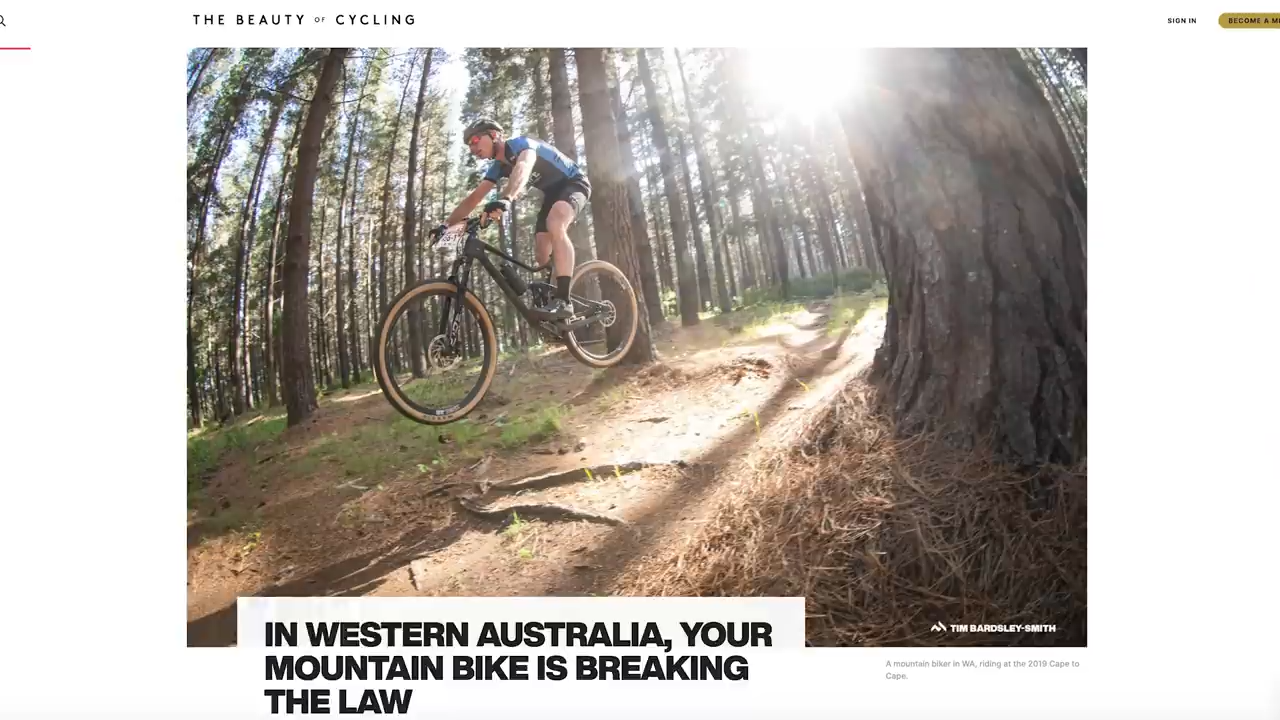 THE BEAUTY OF CYCLING
SIGN IN
BECOME A M
TIM BARDSLEY-SMITH
IN WESTERN AUSTRALIA, YOUR
MOUNTAIN BIKE IS BREAKING
THE LAW
A mountain biker in WA, riding at the 2019 Cape to
Cape.